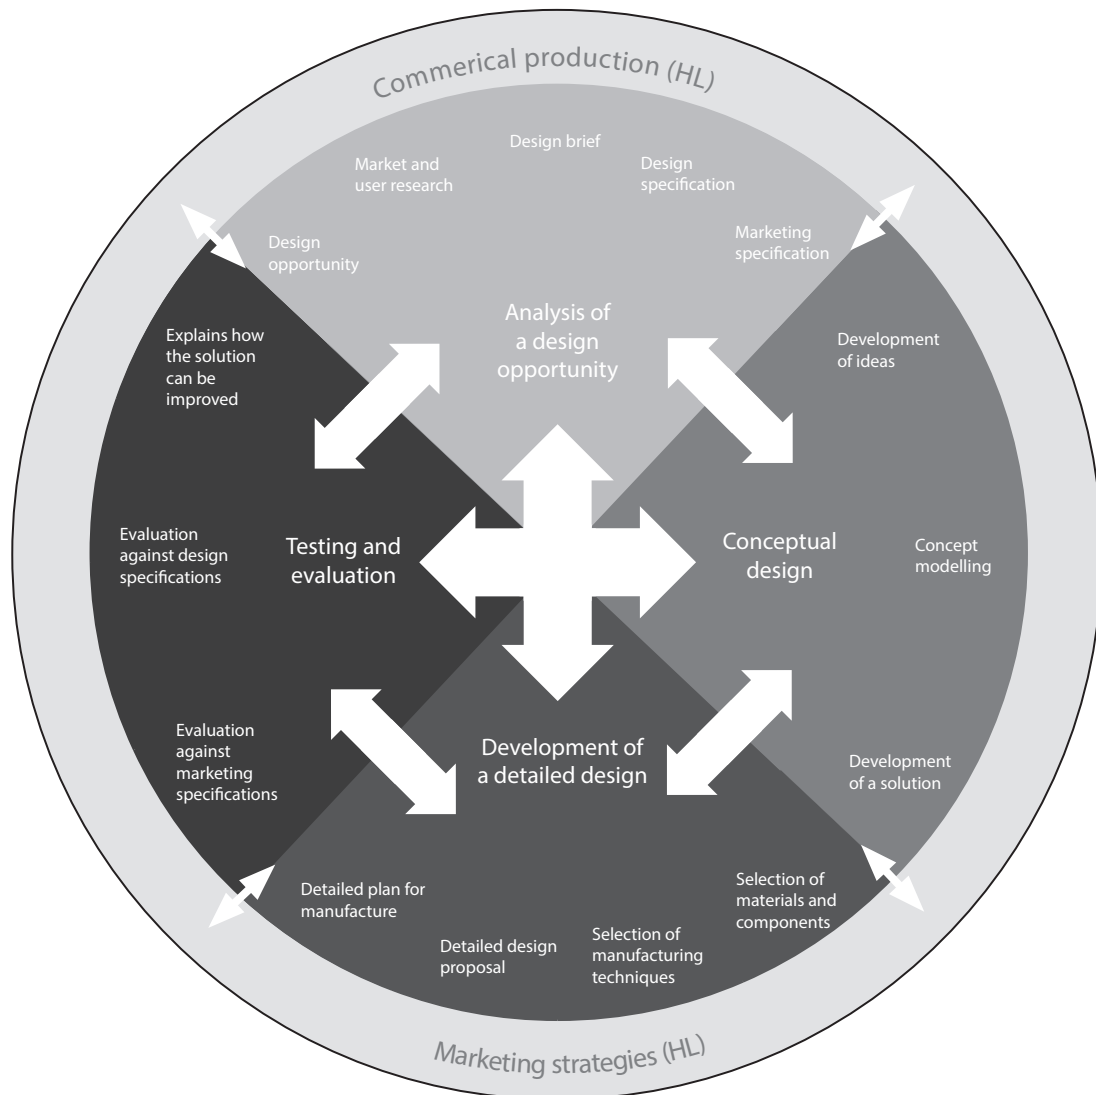 Commerical production (HL)
Design brief
Market and
user research
Design
specification
Design
opportunity
Marketing
specification
Analysis of
a design
opportunity
Explains how
the solution
can be
improved
Development
of ideas
Evaluation
against design
specifications
Testing and
evaluation
Conceptual
design
Concept
modelling
Evaluation
against
marketing
specifications
Development of
a detailed design
Development
of a solution
Detailed plan for
manufacture
Detailed design
proposal
Selection of
manufacturing
techniques
Selection of
materials and
components
Marketing strategies (HL)